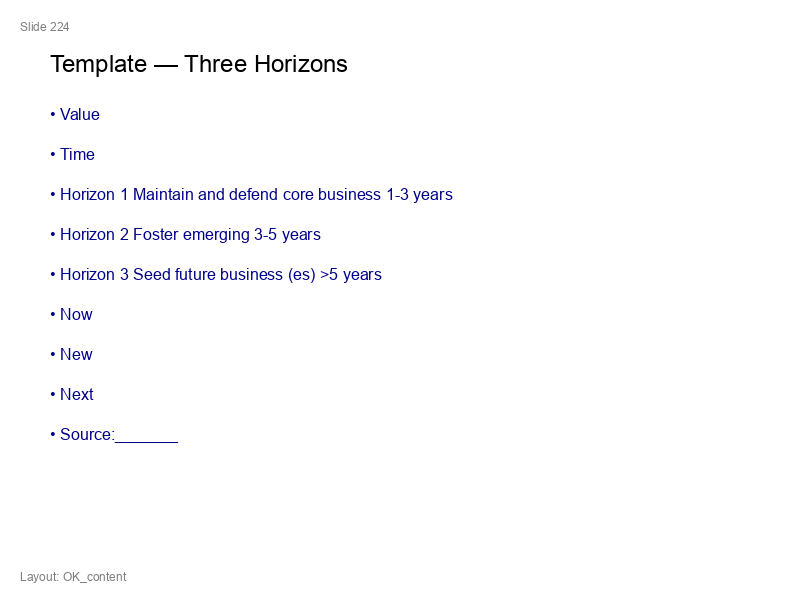 Slide 224
Template — Three Horizons
• Value
• Time
• Horizon 1 Maintain and defend core business 1-3 years
• Horizon 2 Foster emerging 3-5 years
• Horizon 3 Seed future business (es) >5 years
• Now
• New
• Next
• Source:_______
Layout: OK_content